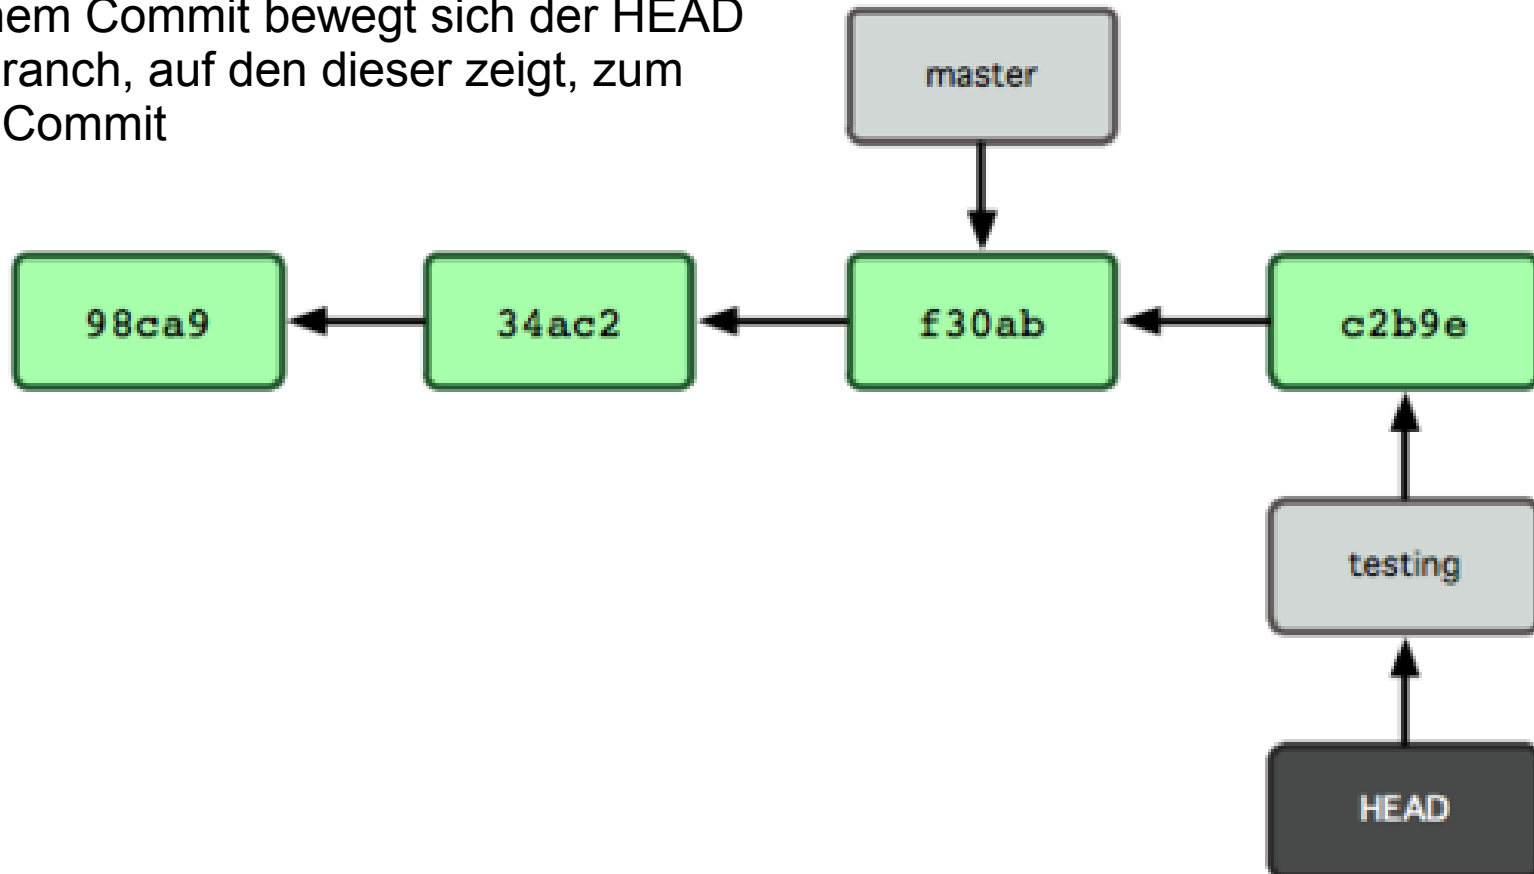 nem Commit bewegt sich der HEAD
ranch, auf den dieser zeigt, zum
Commit
master
98ca9
34ac2
f30ab
c2b9e
testing
HEAD